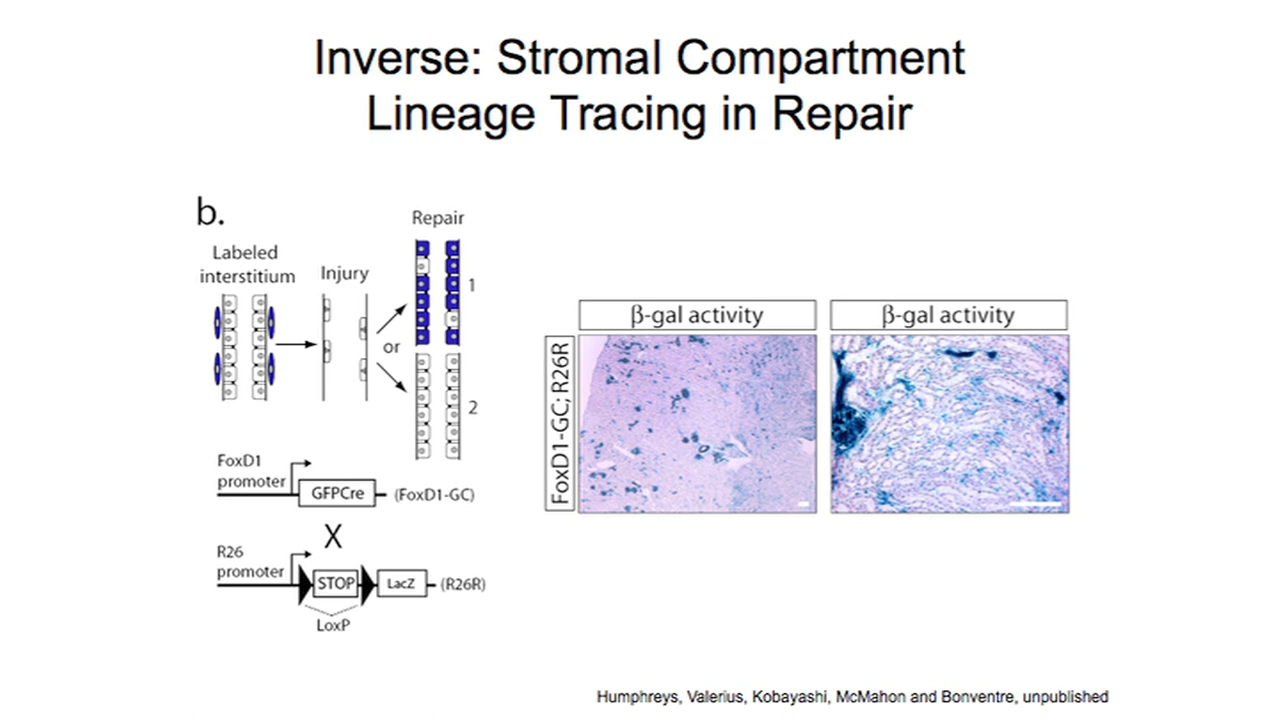 Inverse: Stromal Compartment
Lineage Tracing in Repair
b.
Repair
Labeled
interstitium
Injury
1
or
2
FoxD1
promoter
GFPCre
(FoxD1-GC)
X
R26
promoter
STOP
LacZ
(R26R)
LoxP
β-gal activity
β-gal activity
FoxD1-GC; R26R
Humphreys, Valerius, Kobayashi, McMahon and Bonventre, unpublished